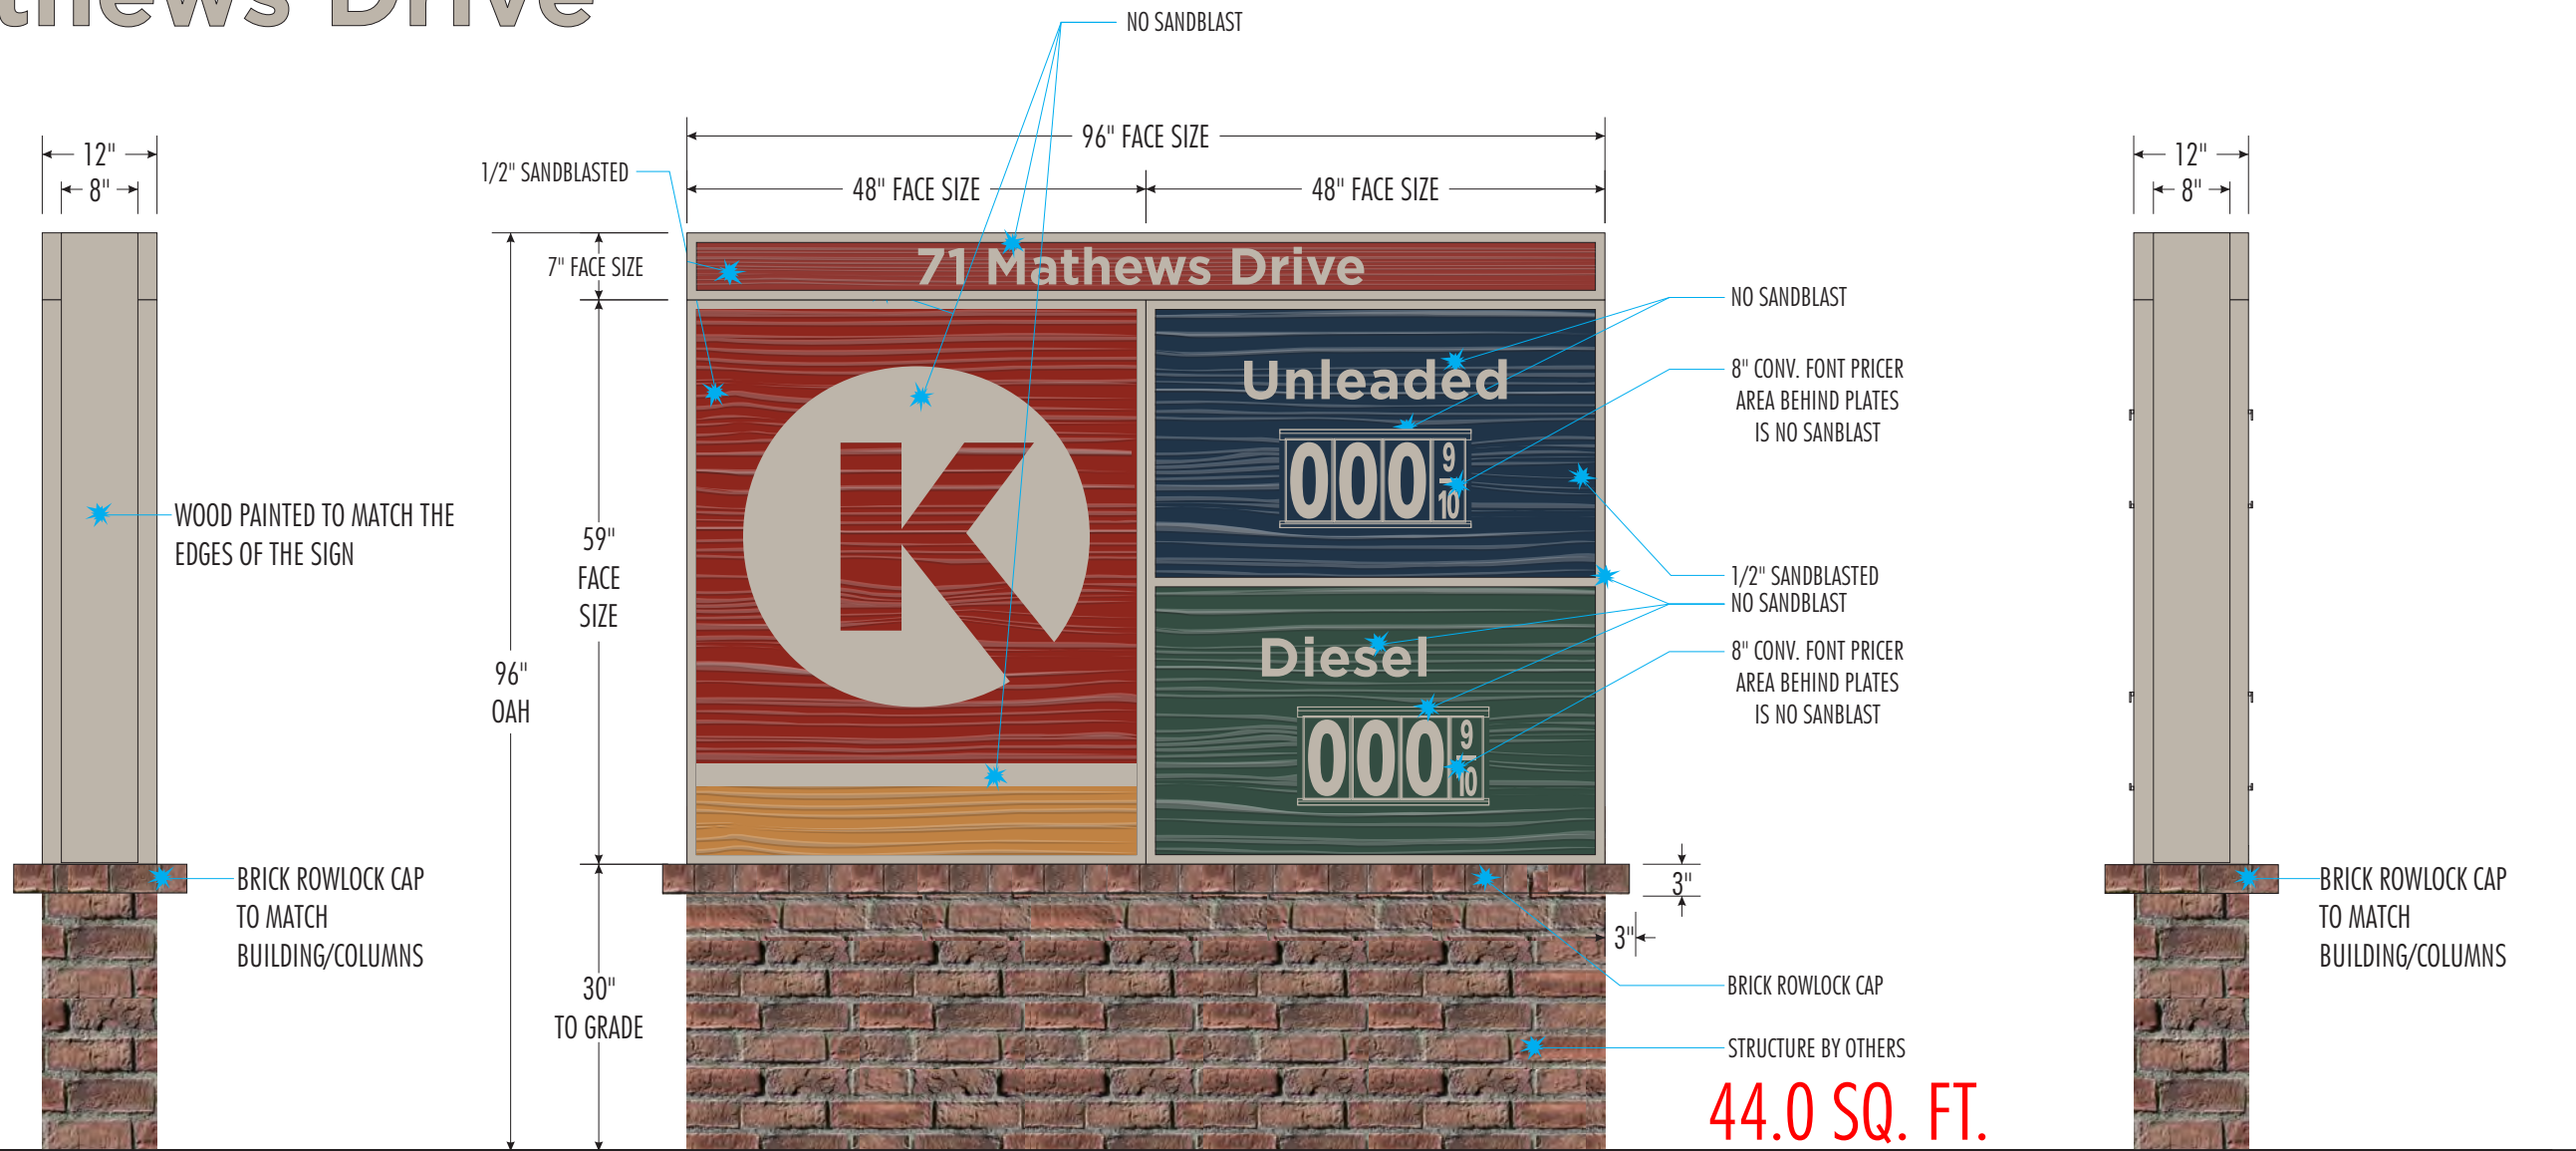 thews Drive
NO SANDBLAST
12"
8"
1/2" SANDBLASTED
96" FACE SIZE
48" FACE SIZE
48" FACE SIZE
12"
8"
7" FACE SIZE
71 Mathews Drive
NO SANDBLAST
Unleaded
8" CONV. FONT PRICER
AREA BEHIND PLATES
IS NO SANBLAST
000 9
10
K
WOOD PAINTED TO MATCH THE
EDGES OF THE SIGN
59"
FACE
SIZE
1/2" SANDBLASTED
NO SANDBLAST
96"
OAH
Diesel
8" CONV. FONT PRICER
AREA BEHIND PLATES
IS NO SANBLAST
000 9
10
BRICK ROWLOCK CAP
TO MATCH
BUILDING/COLUMNS
3"
3"
BRICK ROWLOCK CAP
TO MATCH
BUILDING/COLUMNS
30"
TO GRADE
BRICK ROWLOCK CAP
STRUCTURE BY OTHERS
44.0 SQ. FT.